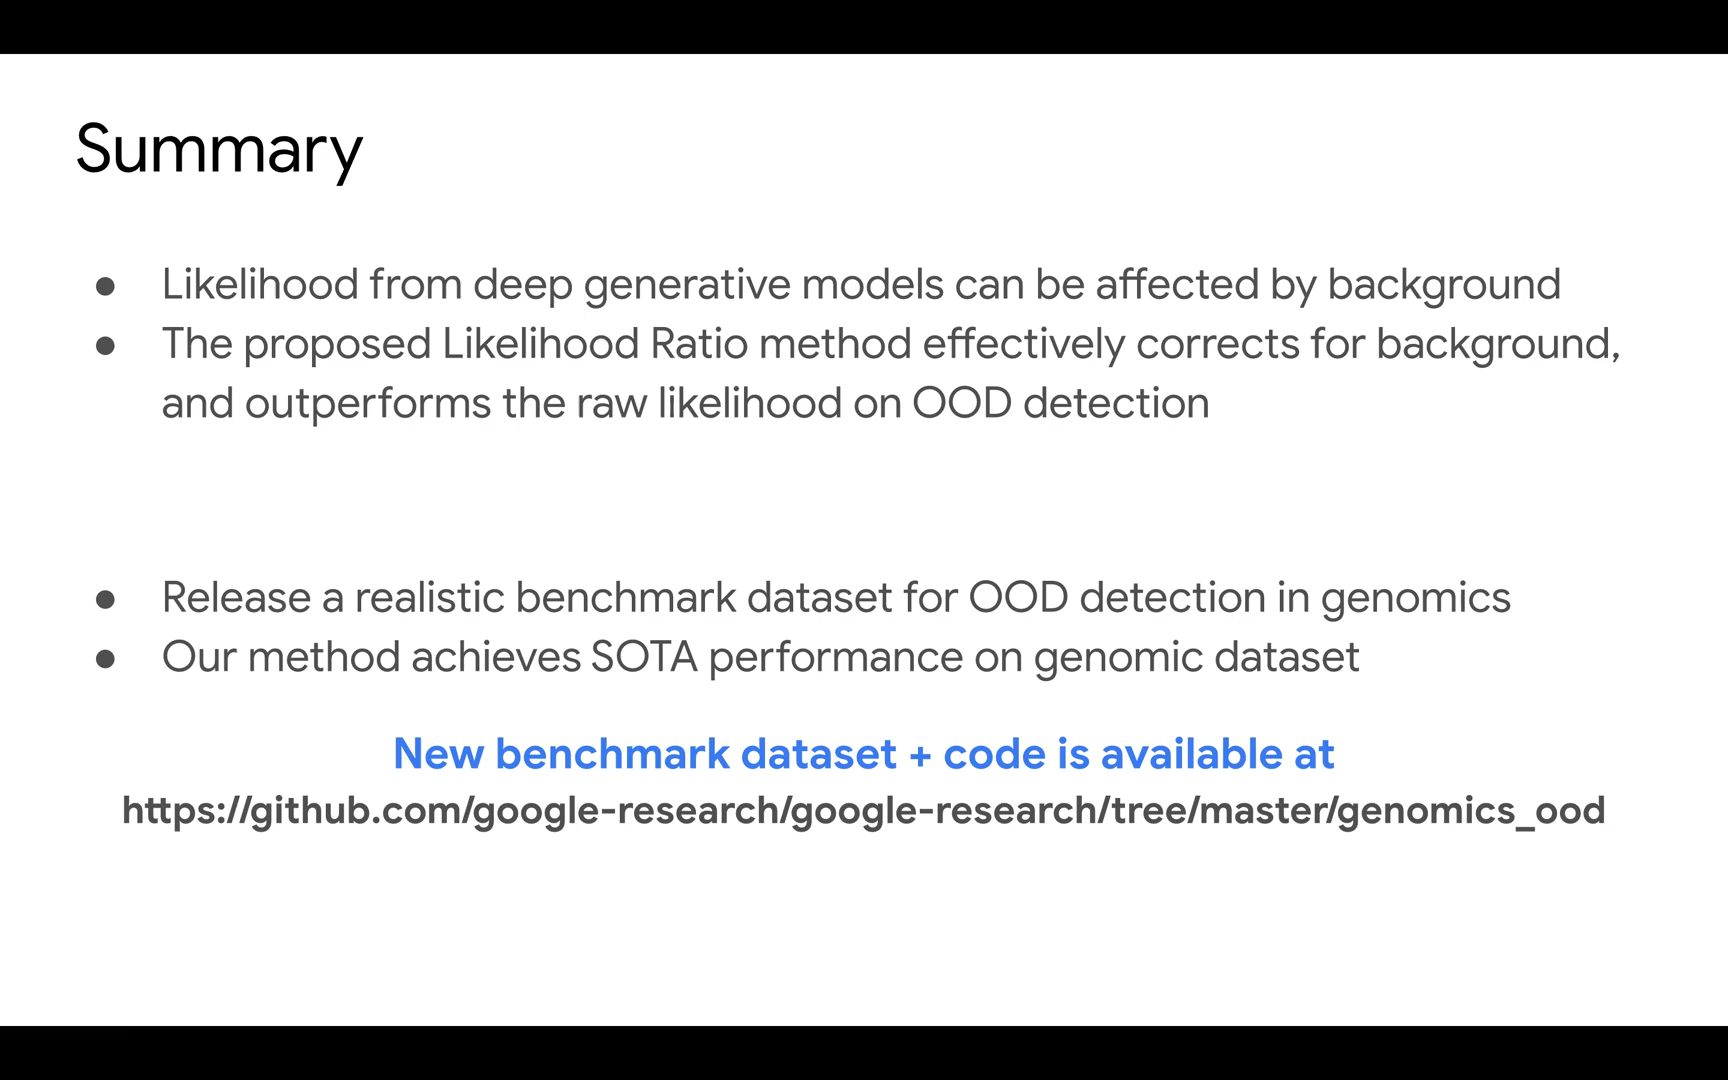 Summary
● Likelihood from deep generative models can be affected by background
● The proposed Likelihood Ratio method effectively corrects for background,
and outperforms the raw likelihood on OOD detection
● Release a realistic benchmark dataset for OOD detection in genomics
● Our method achieves SOTA performance on genomic dataset
New benchmark dataset + code is available at
https://github.com/google-research/google-research/tree/master/genomics_ood